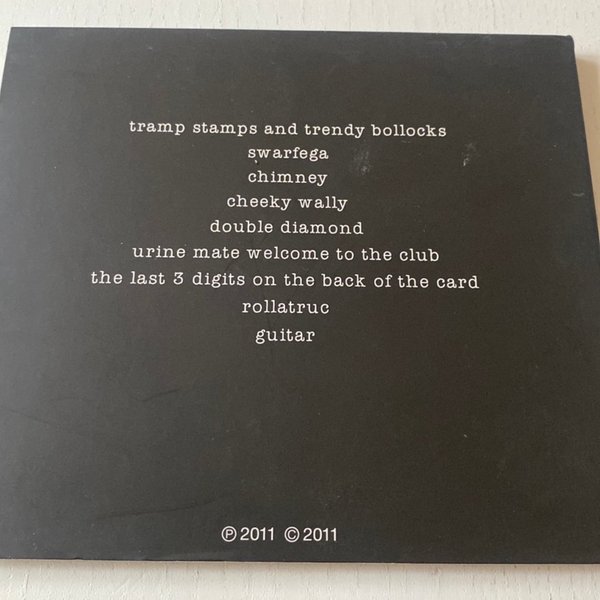 tramp stamps and trendy bollocks
swarfega
chimney
cheeky wally
double diamond
urine mate welcome to the club
the last 3 digits on the back of the card
rollatruc
guitar
℗ 2011 © 2011